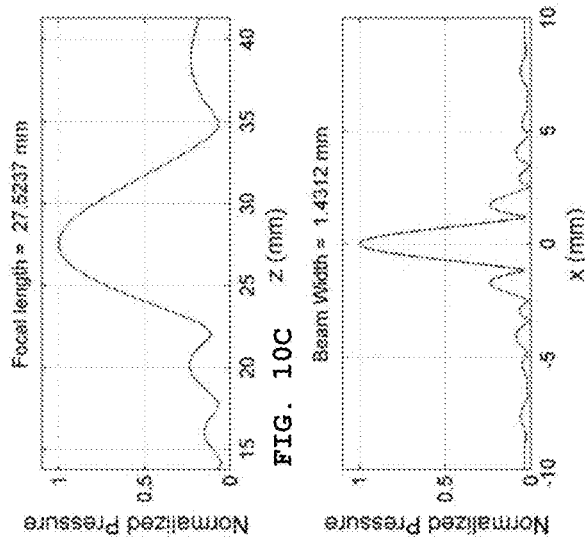 Focal length = 27.5237 mm
Normalized Pressure
1
0.5
0
15 20 25 30 35 40
z (mm)
FIG. 10C
Beam Width = 1.4312 mm
Normalized Pressure
1
0.5
0
-10 -5 0 5 10
x (mm)